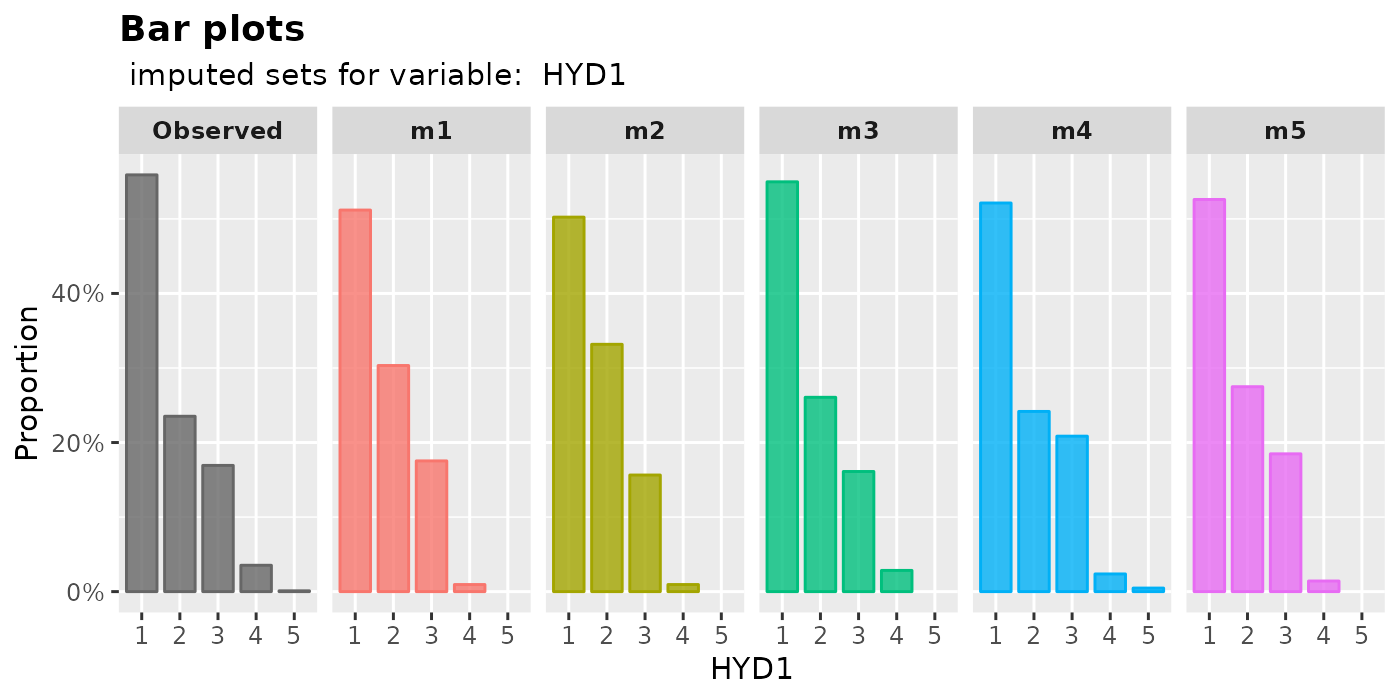 Bar plots
imputed sets for variable:  HYD1
Observed m1 m2 m3 m4 m5
Proportion
40%
20%
0%
1 2 3 4 5 1 2 3 4 5 1 2 3 4 5 1 2 3 4 5 1 2 3 4 5 1 2 3 4 5
HYD1